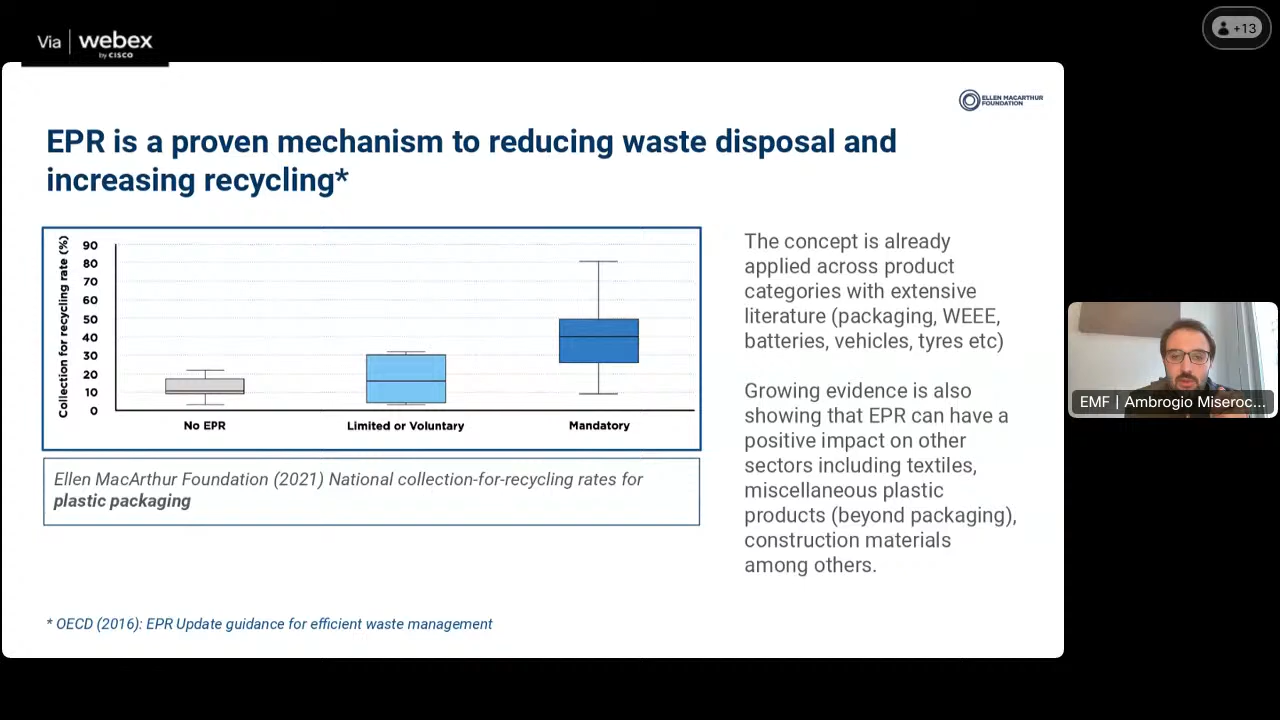 Via webex
by CISCO
+13
ELLEN MACARTHUR
FOUNDATION
EPR is a proven mechanism to reducing waste disposal and
increasing recycling*
Collection for recycling rate (%)
90
80
70
60
50
40
30
20
10
0
No EPR Limited or Voluntary Mandatory
Ellen MacArthur Foundation (2021) National collection-for-recycling rates for
plastic packaging
The concept is already
applied across product
categories with extensive
literature (packaging, WEEE,
batteries, vehicles, tyres etc)
Growing evidence is also
showing that EPR can have a
positive impact on other
sectors including textiles,
miscellaneous plastic
products (beyond packaging),
construction materials
among others.
* OECD (2016): EPR Update guidance for efficient waste management
EMF | Ambrogio Miseroc...